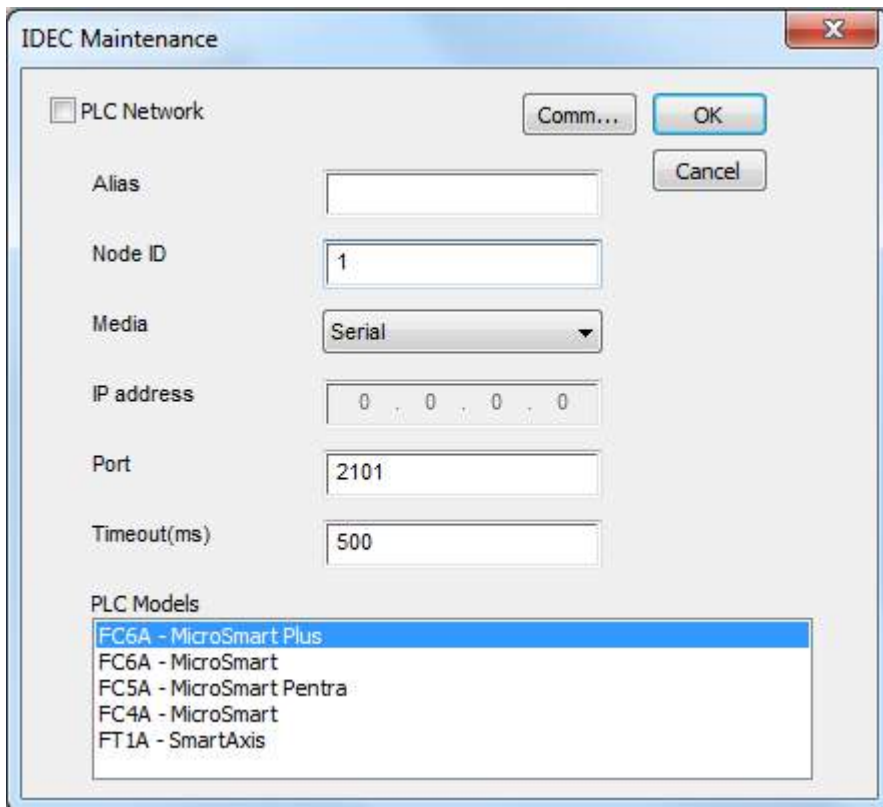 IDEC Maintenance
PLC Network
Comm...
OK
Cancel
Alias
Node ID
1
Media
Serial
IP address
0 . 0 . 0 . 0
Port
2101
Timeout(ms)
500
PLC Models
FC6A - MicroSmart Plus
FC6A - MicroSmart
FC5A - MicroSmart Pentra
FC4A - MicroSmart
FT1A - SmartAxis